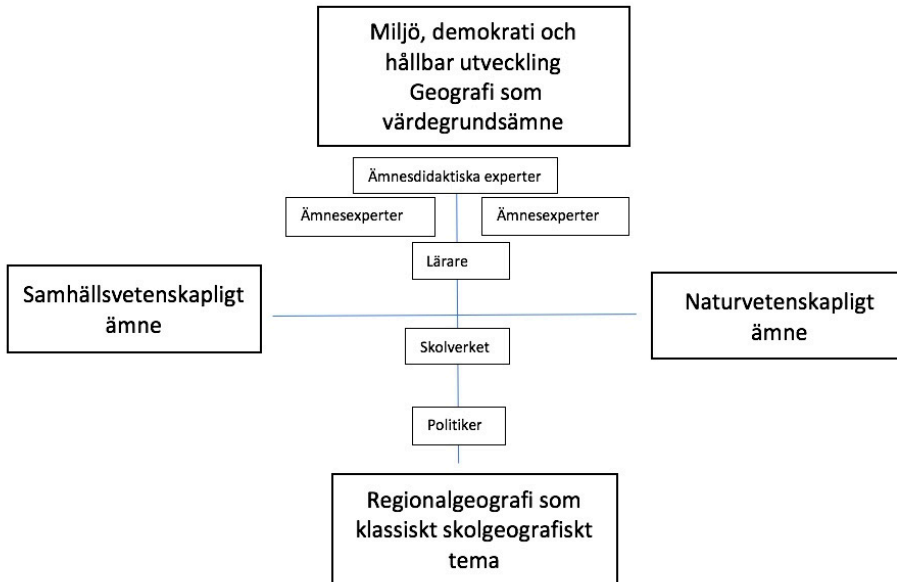 Miljö, demokrati och
hållbar utveckling
Geografi som
värdegrundsämne
Ämnesdidaktiska experter
Ämnesexperter
Ämnesexperter
Lärare
Samhällsvetenskapligt
ämne
Naturvetenskapligt
ämne
Skolverket
Politiker
Regionalgeografi som
klassiskt skolgeografiskt
tema